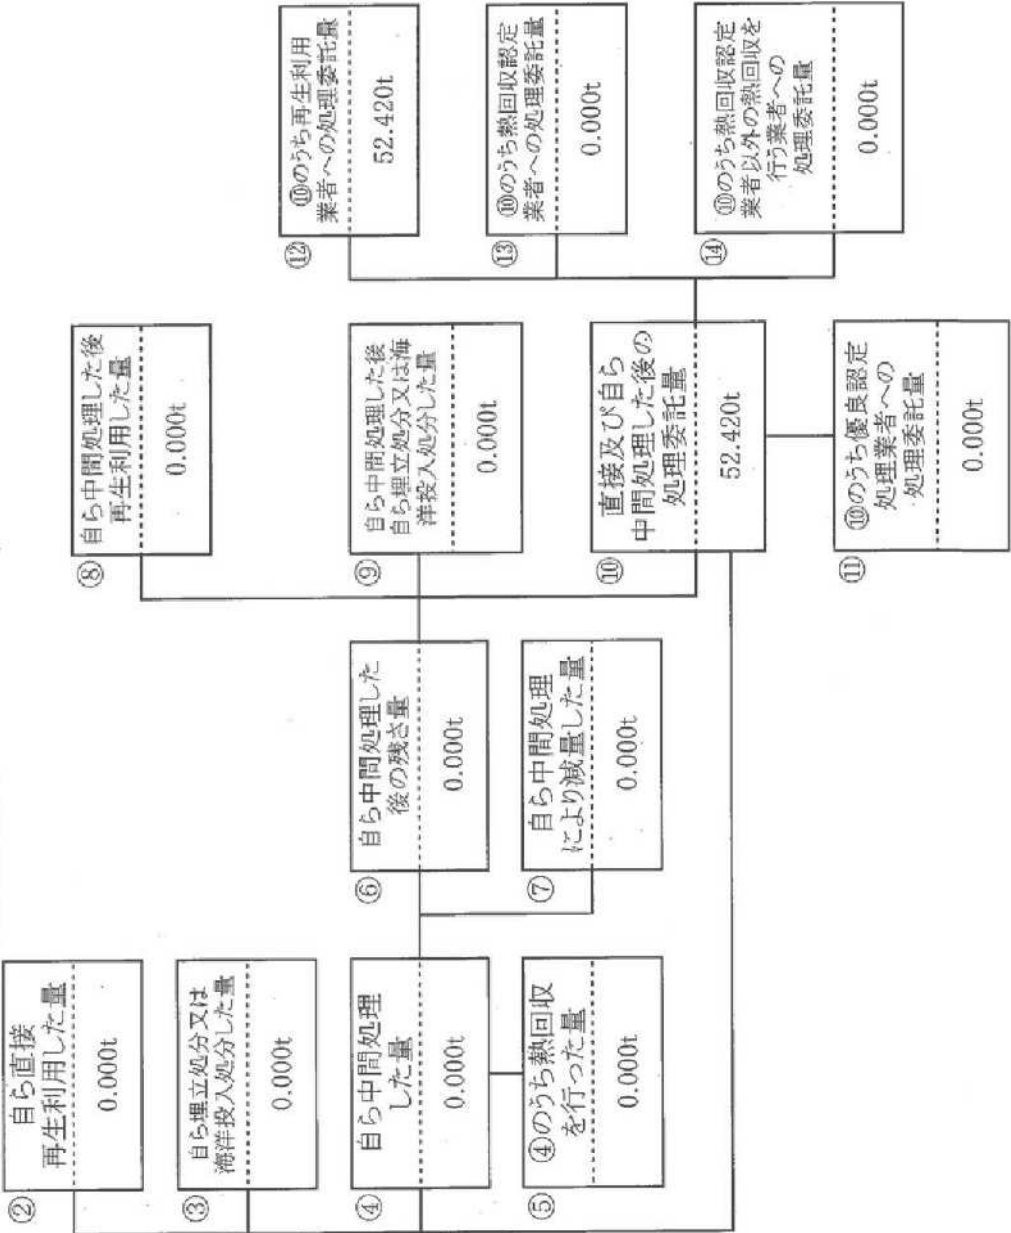 ②
自ら直接
再生利用した量
0.000t
③
自ら埋立処分又は
海洋投入処分した量
0.000t
④
自ら中間処理
した量
0.000t
⑤
④のうち熱回収
を行った量
0.000t
⑥
自ら中間処理した
後の残さ量
0.000t
⑦
自ら中間処理
により減量した量
0.000t
⑧
自ら中間処理した後
再生利用した量
0.000t
⑨
自ら中間処理した後
自ら埋立処分又は海
洋投入処分した量
0.000t
⑩
直接及び自ら
中間処理した後の
処理委託量
52.420t
⑪
⑩のうち優良認定
処理業者への
処理委託量
0.000t
⑫
⑩のうち再生利用
業者への処理委託量
52.420t
⑬
⑩のうち熱回収認定
業者への処理委託量
0.000t
⑭
⑩のうち熱回収認定
業者以外の熱回収を
行う業者への
処理委託量
0.000t